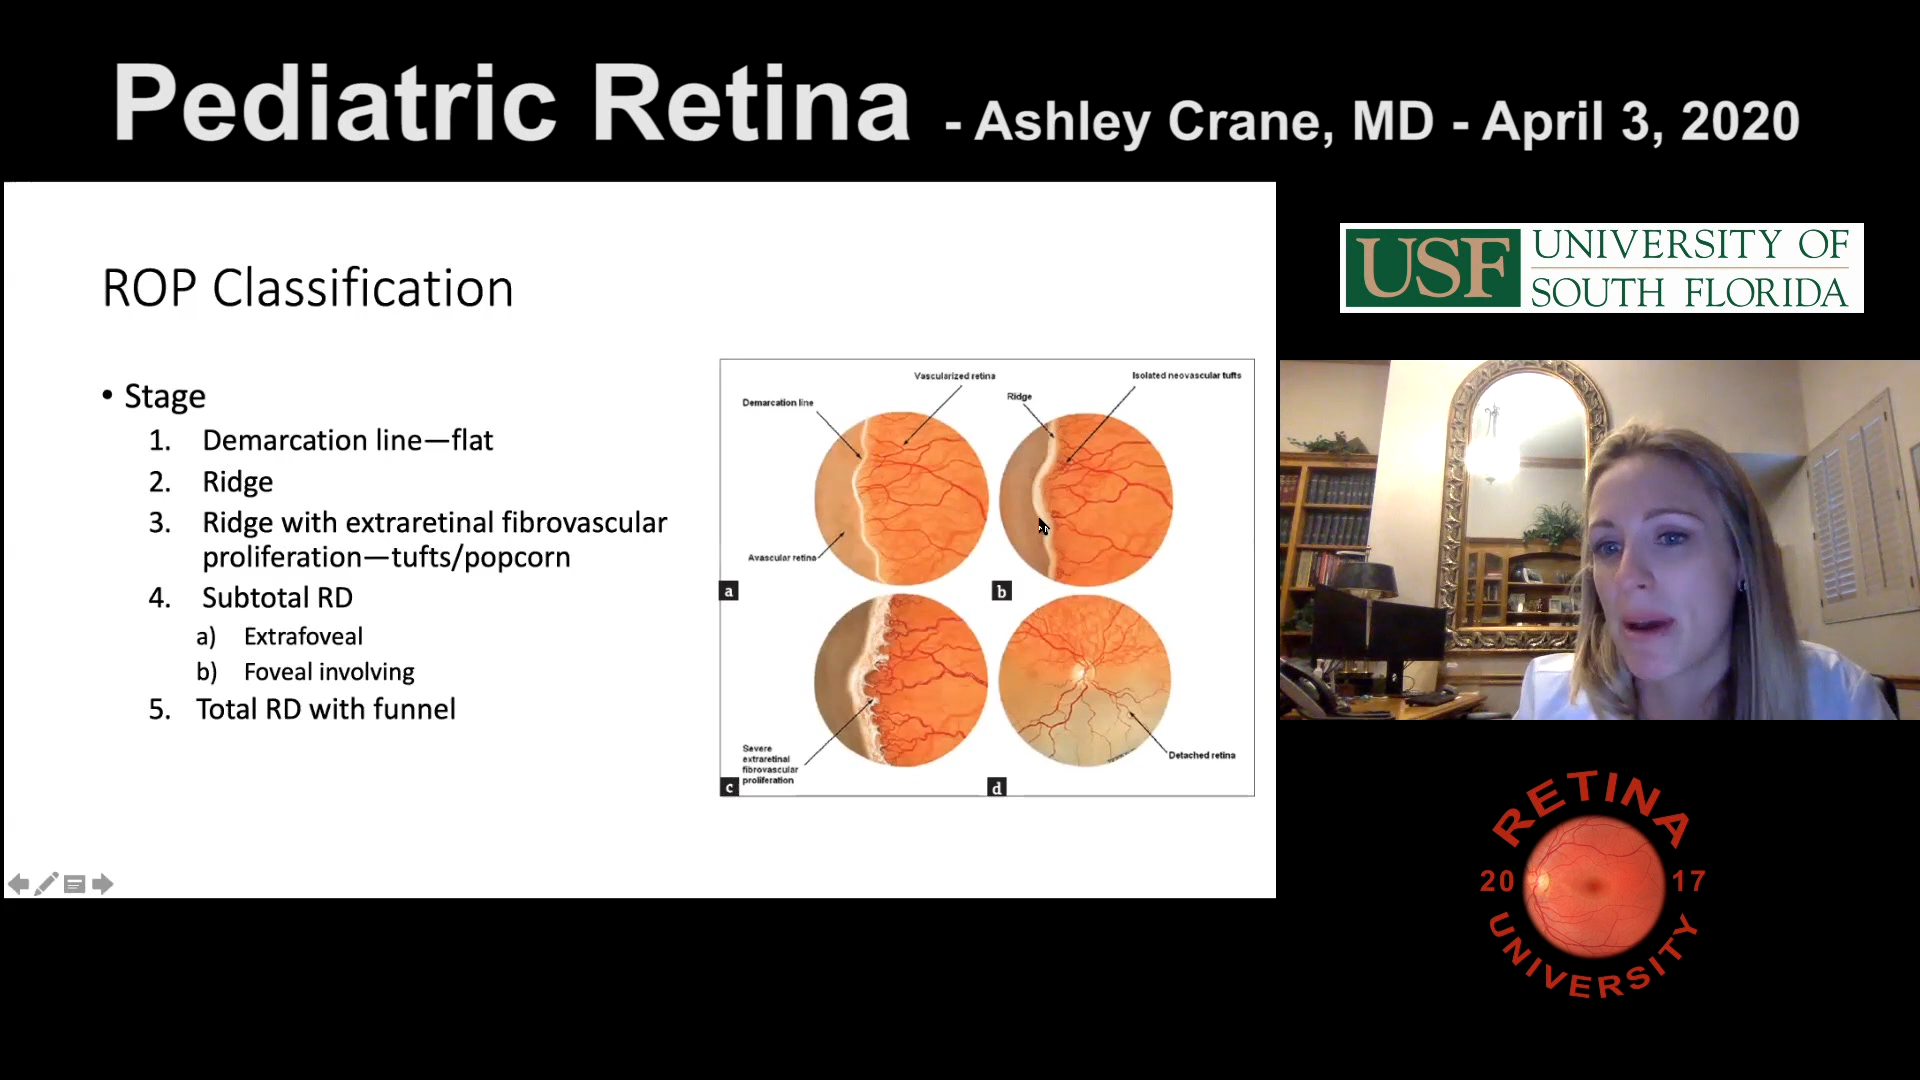 Pediatric Retina - Ashley Crane, MD - April 3, 2020
USF UNIVERSITY OF
SOUTH FLORIDA
ROP Classification
• Stage
1. Demarcation line—flat
2. Ridge
3. Ridge with extraretinal fibrovascular
proliferation—tufts/popcorn
4. Subtotal RD
a) Extrafoveal
b) Foveal involving
5. Total RD with funnel
Vascularized retina
Isolated neovascular tufts
Demarcation line
Ridge
Avascular retina
a
b
Severe
extraretinal
fibrovascular
proliferation
Detached retina
c
d
RETINA
20 17
UNIVERSITY